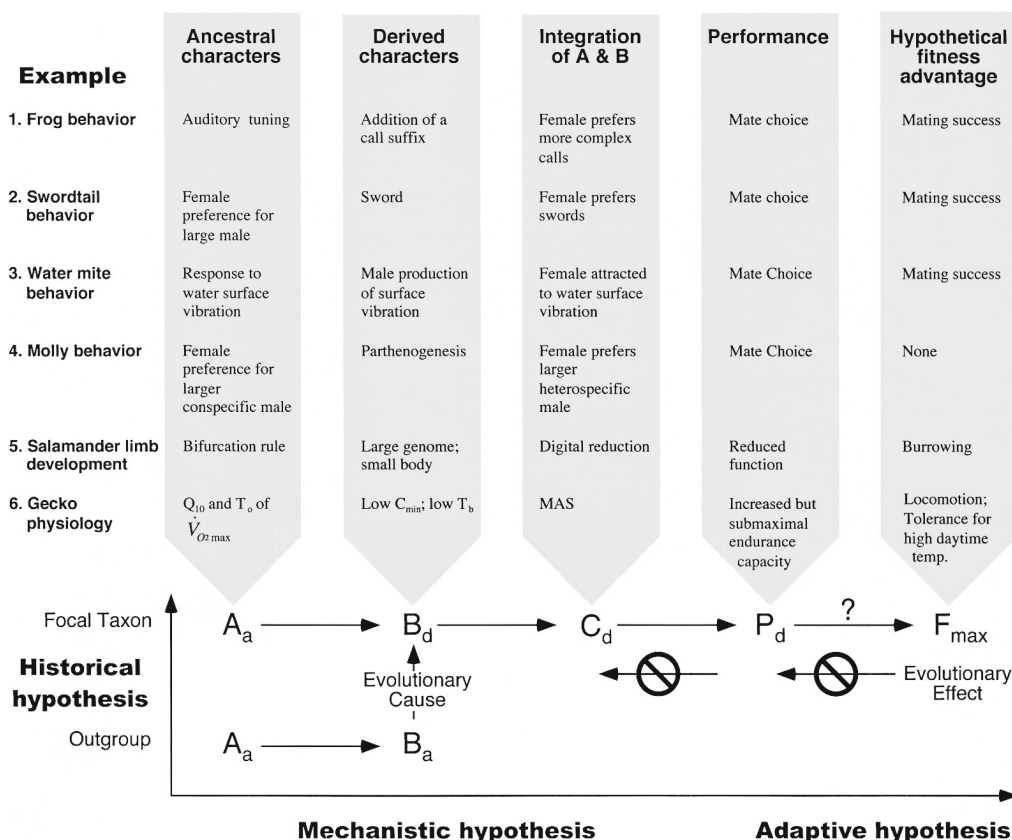 Example
Ancestral
characters
Derived
characters
Integration
of A & B
Performance
Hypothetical
fitness
advantage
1. Frog behavior
Auditory tuning
Addition of a
call suffix
Female prefers
more complex
calls
Mate choice
Mating success
2. Swordtail
behavior
Female
preference for
large male
Sword
Female prefers
swords
Mate choice
Mating success
3. Water mite
behavior
Response to
water surface
vibration
Male production
of surface
vibration
Female attracted
to water surface
vibration
Mate Choice
Mating success
4. Molly behavior
Female
preference for
larger
conspecific male
Parthenogenesis
Female prefers
larger
heterospecific
male
Mate Choice
None
5. Salamander limb
development
Bifurcation rule
Large genome;
small body
Digital reduction
Reduced
function
Burrowing
6. Gecko
physiology
Q10 and To of
V̇O2 max
Low Cmin; low Tb
MAS
Increased but
submaximal
endurance
capacity
Locomotion;
Tolerance for
high daytime
temp.
Focal Taxon
Aa
Bd
Cd
Pd
?
Fmax
Historical
hypothesis
Evolutionary
Cause
Evolutionary
Effect
Outgroup
Aa
Ba
Mechanistic hypothesis
Adaptive hypothesis